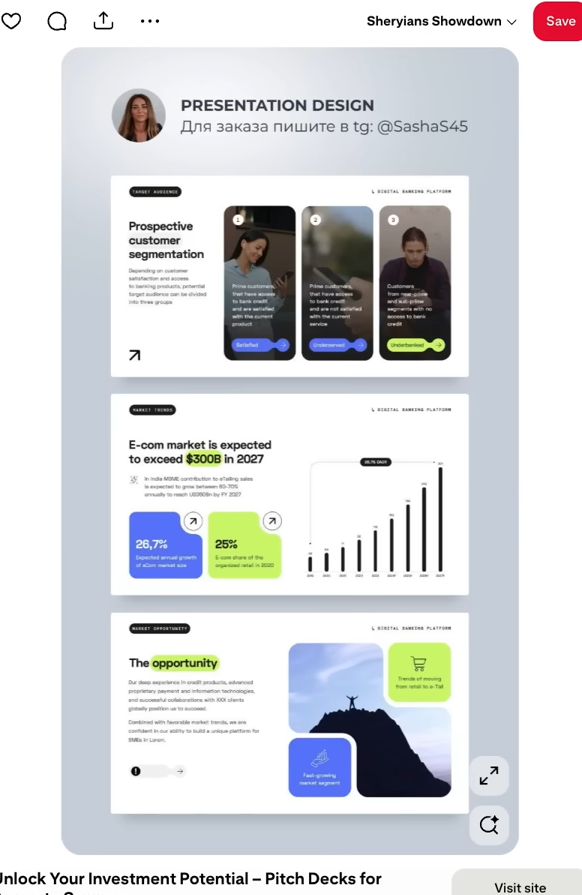 Sheryians Showdown
Save
PRESENTATION DESIGN
Для заказа пишите в tg: @SashaS45
TARGET AUDIENCE
DIGITAL BANKING PLATFORM
Prospective
customer
segmentation
Depending on customer
satisfaction and access
to banking products, potential
target audience can be divided
into three groups
1
Prime customers,
that have access
to bank credit
and are satisfied
with the current
product
Satisfied
2
Prime customers,
that have access
to bank credit
and are not satisfied
with the current
service
Underserved
3
Customers
from near-prime
and sub-prime
segments with no
access to bank
credit
Underbanked
MARKET TRENDS
DIGITAL BANKING PLATFORM
E-com market is expected
to exceed $300B in 2027
In India MSME contribution to eTailing sales
is expected to grow between 60-70%
annually to reach by FY 2027
26,7%
Expected annual growth
of eCom market size
25%
E-com share of the
organized retail in
CAGR
MARKET OPPORTUNITY
DIGITAL BANKING PLATFORM
The opportunity
Our deep experience in credit products, advanced
proprietary payment and information technologies,
and successful collaborations with XXX clients
globally position us to succeed.
Combined with favorable market trends, we are
confident in our ability to build a unique platform for
in Lorem.
Trends of moving
from retail to e-Tail
Fast-growing
market segment
Unlock Your Investment Potential – Pitch Decks for
Visit site